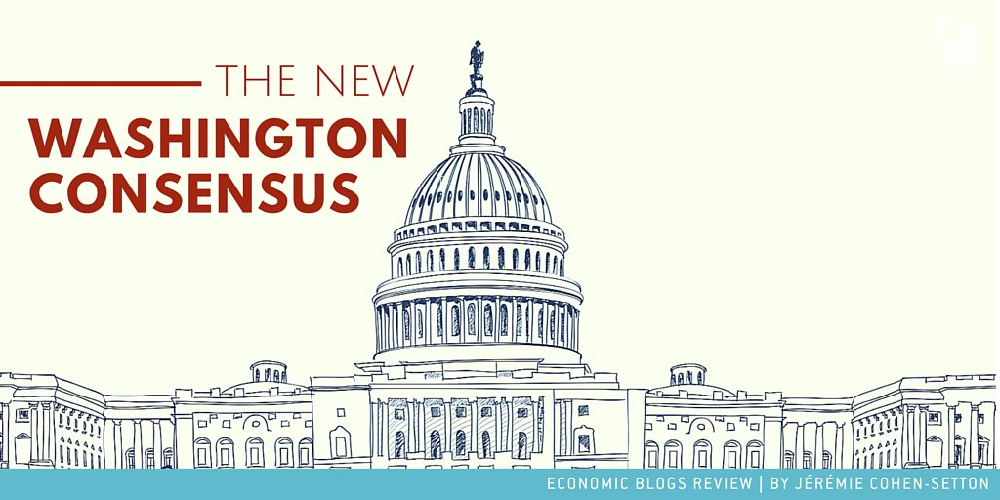 THE NEW
WASHINGTON
CONSENSUS
ECONOMIC BLOGS REVIEW | BY JÉRÉMIE COHEN-SETTON